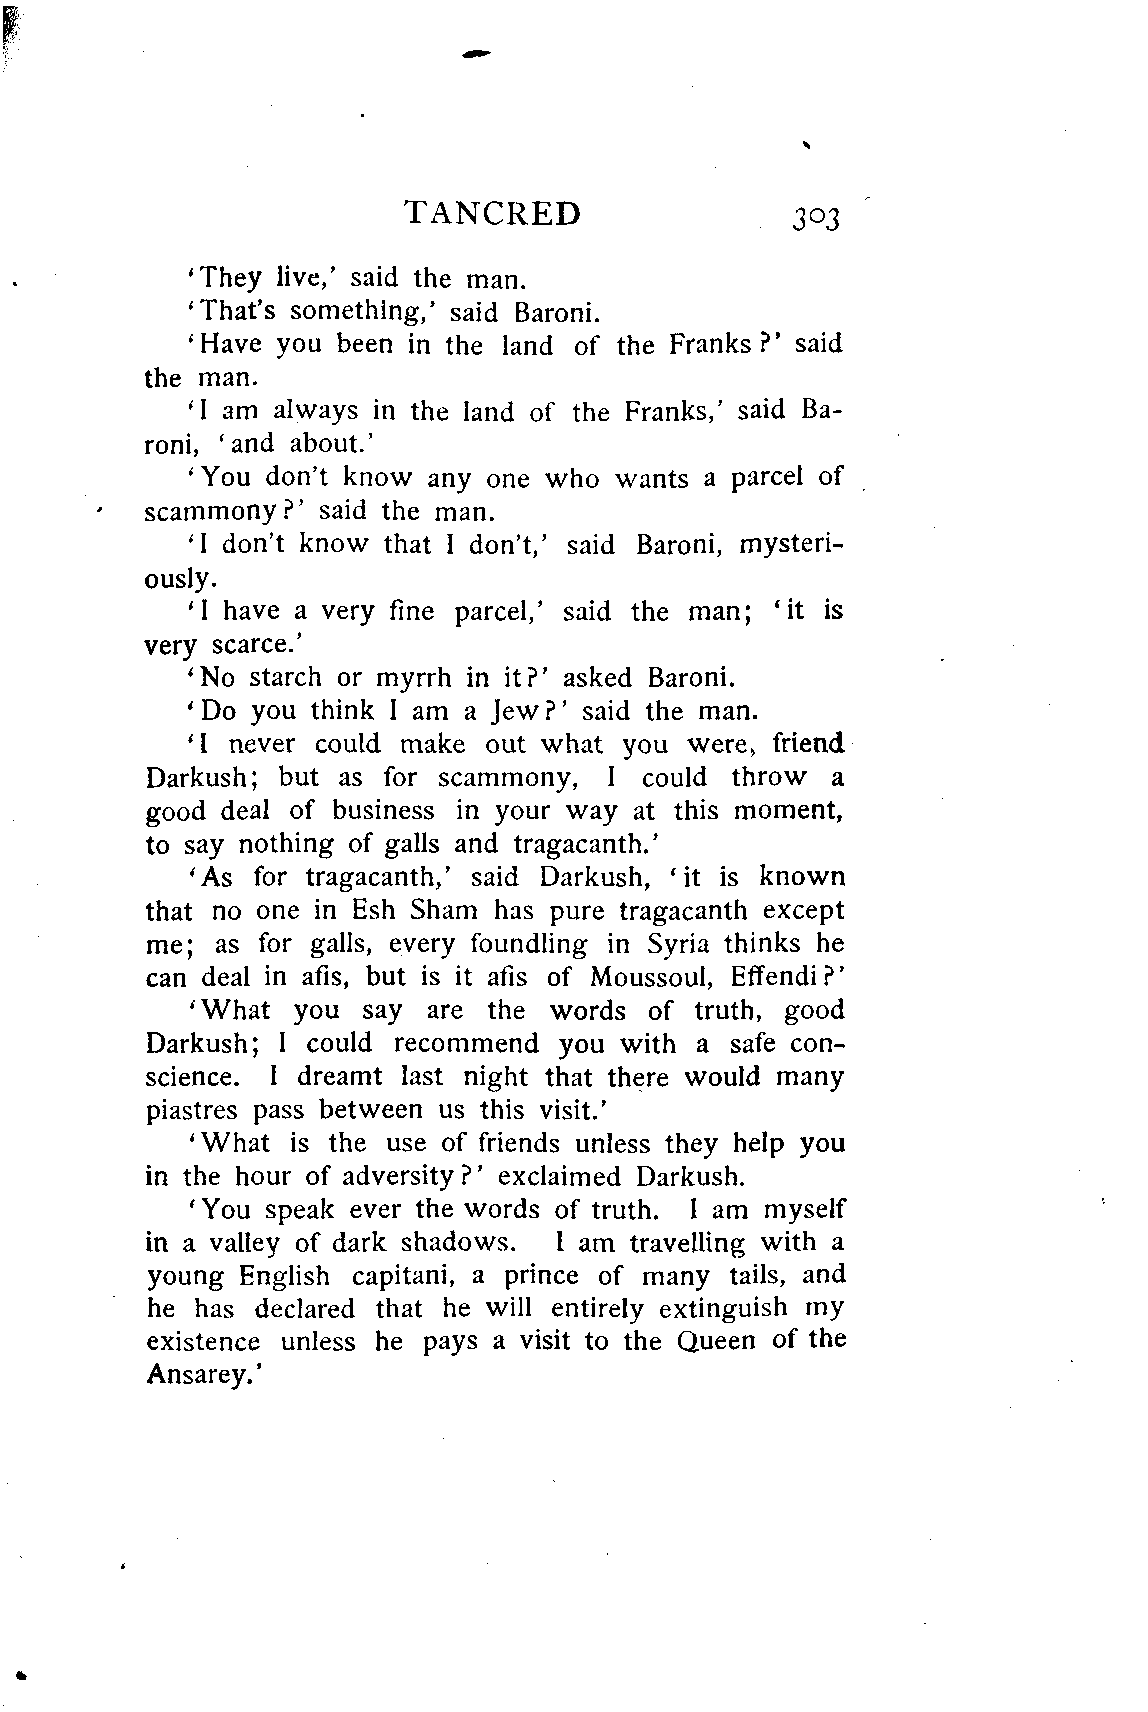 TANCRED 303
‘They live,’ said the man.
‘That's something,’ said Baroni.
‘Have you been in the land of the Franks?’ said
the man.
‘I am always in the land of the Franks,’ said Ba-
roni, ‘and about.’
‘You don't know any one who wants a parcel of
scammony?’ said the man.
‘I don't know that I don't,’ said Baroni, mysteri-
ously.
‘I have a very fine parcel,’ said the man; ‘it is
very scarce.’
‘No starch or myrrh in it?’ asked Baroni.
‘Do you think I am a Jew?’ said the man.
‘I never could make out what you were, friend
Darkush; but as for scammony, I could throw a
good deal of business in your way at this moment,
to say nothing of galls and tragacanth.’
‘As for tragacanth,’ said Darkush, ‘it is known
that no one in Esh Sham has pure tragacanth except
me; as for galls, every foundling in Syria thinks he
can deal in afis, but is it afis of Moussoul, Effendi?’
‘What you say are the words of truth, good
Darkush; I could recommend you with a safe con-
science. I dreamt last night that there would many
piastres pass between us this visit.’
‘What is the use of friends unless they help you
in the hour of adversity?’ exclaimed Darkush.
‘You speak ever the words of truth. I am myself
in a valley of dark shadows. I am travelling with a
young English capitani, a prince of many tails, and
he has declared that he will entirely extinguish my
existence unless he pays a visit to the Queen of the
Ansarey.’